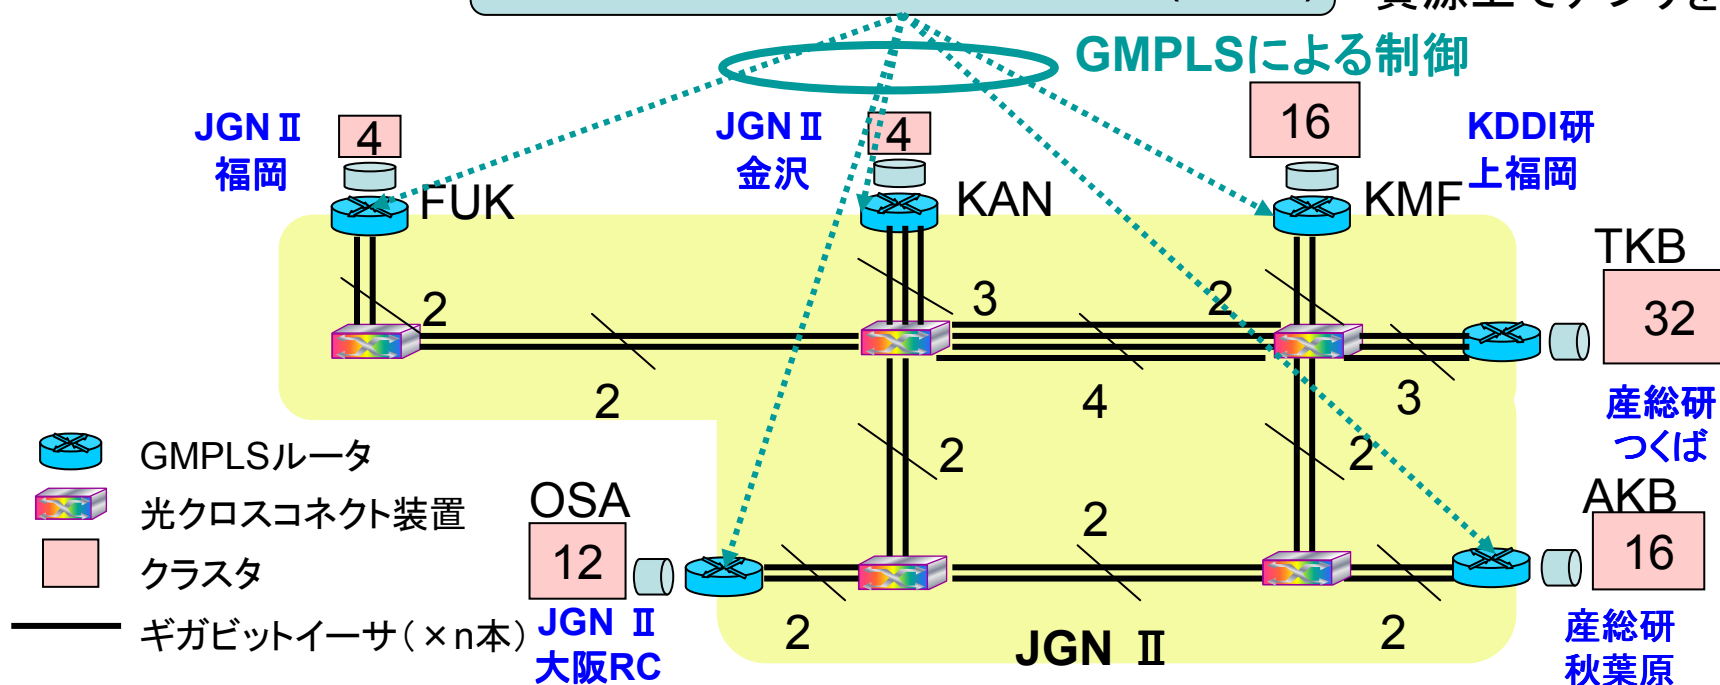 GMPLSによる制御
JGNⅡ
福岡
4
FUK
JGNⅡ
金沢
4
KAN
16
KMF
KDDI研
上福岡
TKB
32
産総研
つくば
2
3
2
2
4
3
2
2
GMPLSルータ
光クロスコネクト装置
クラスタ
ギガビットイーサ(×n本)
OSA
12
JGN Ⅱ
大阪RC
2
2
2
JGN Ⅱ
AKB
16
産総研
秋葉原